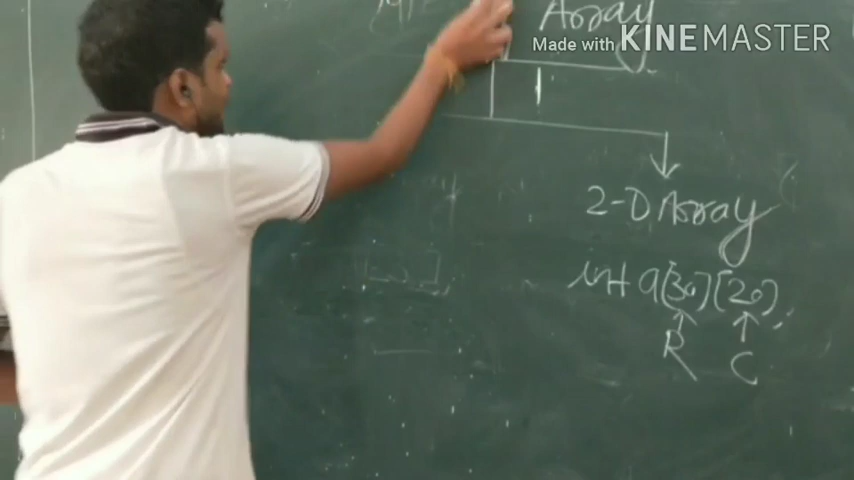 Array
Made with KINEMASTER
2-D Array
int a[30][20];
R C